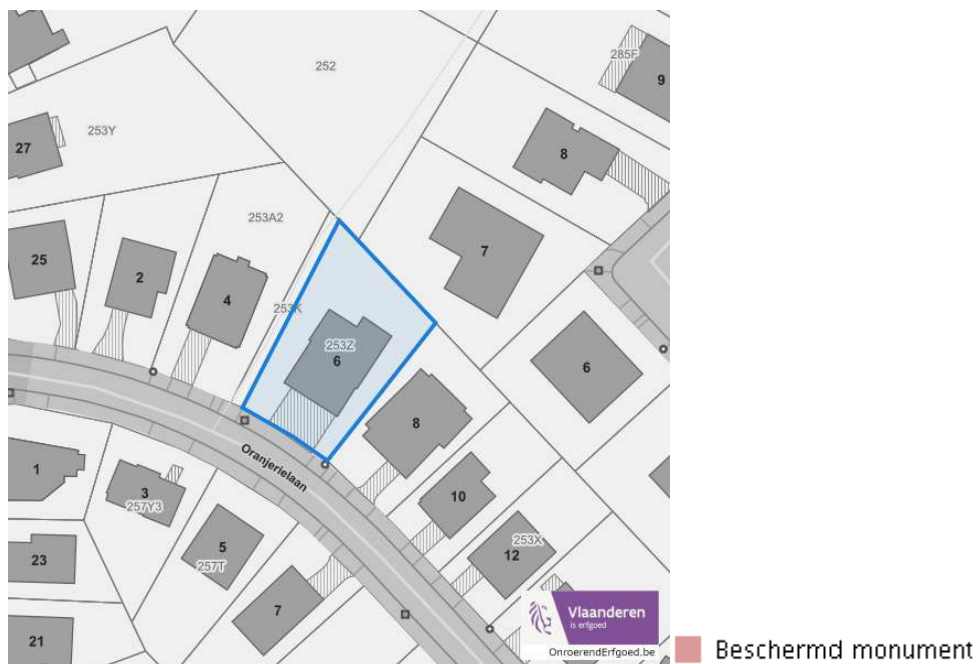 252
285F
9
253Y
27
8
253A2
7
25
2
4
253K
253Z
6
6
8
Oranjerielaan
1
3
257Y3
10
5
257T
253X
12
23
7
21
Vlaanderen
is erfgoed
OnroerendErfgoed.be
Beschermd monument